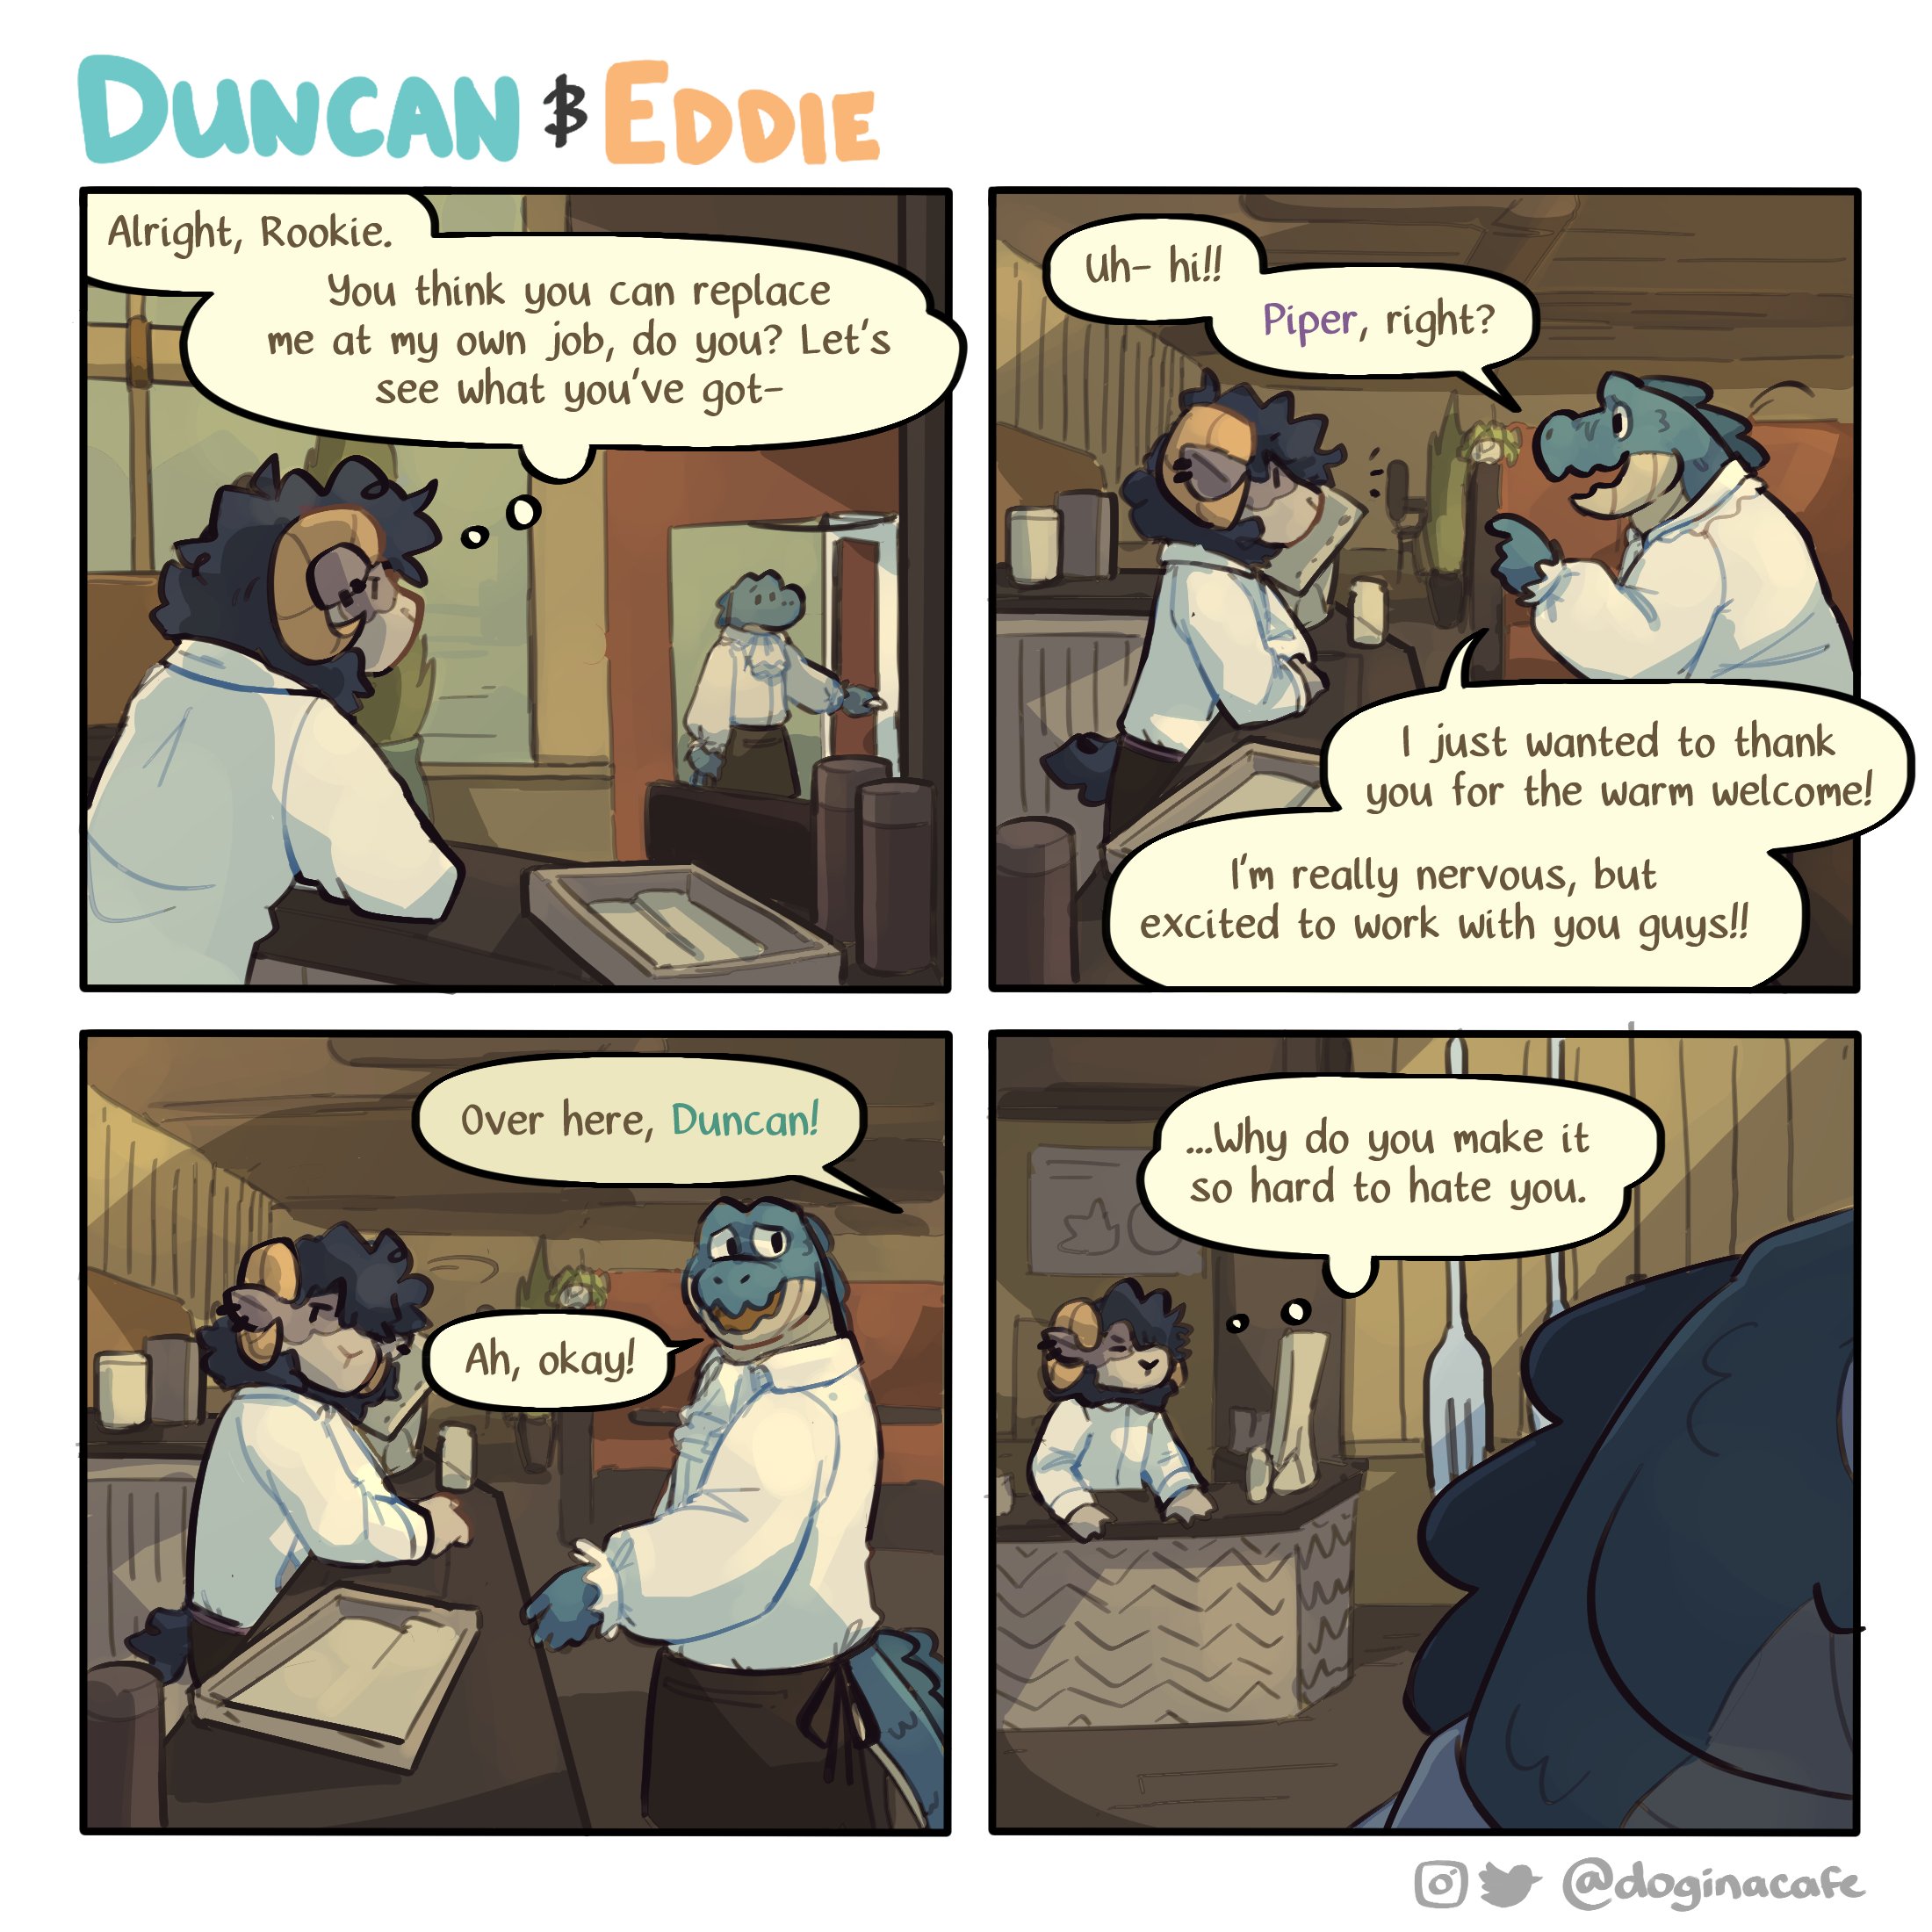 DUNCAN & EDDIE
Alright, Rookie.
You think you can replace
me at my own job, do you? Let's
see what you've got-
Uh- hi!!
Piper, right?
I just wanted to thank
you for the warm welcome!
I'm really nervous, but
excited to work with you guys!!
Over here, Duncan!
Ah, okay!
...Why do you make it
so hard to hate you.
@doginacafe